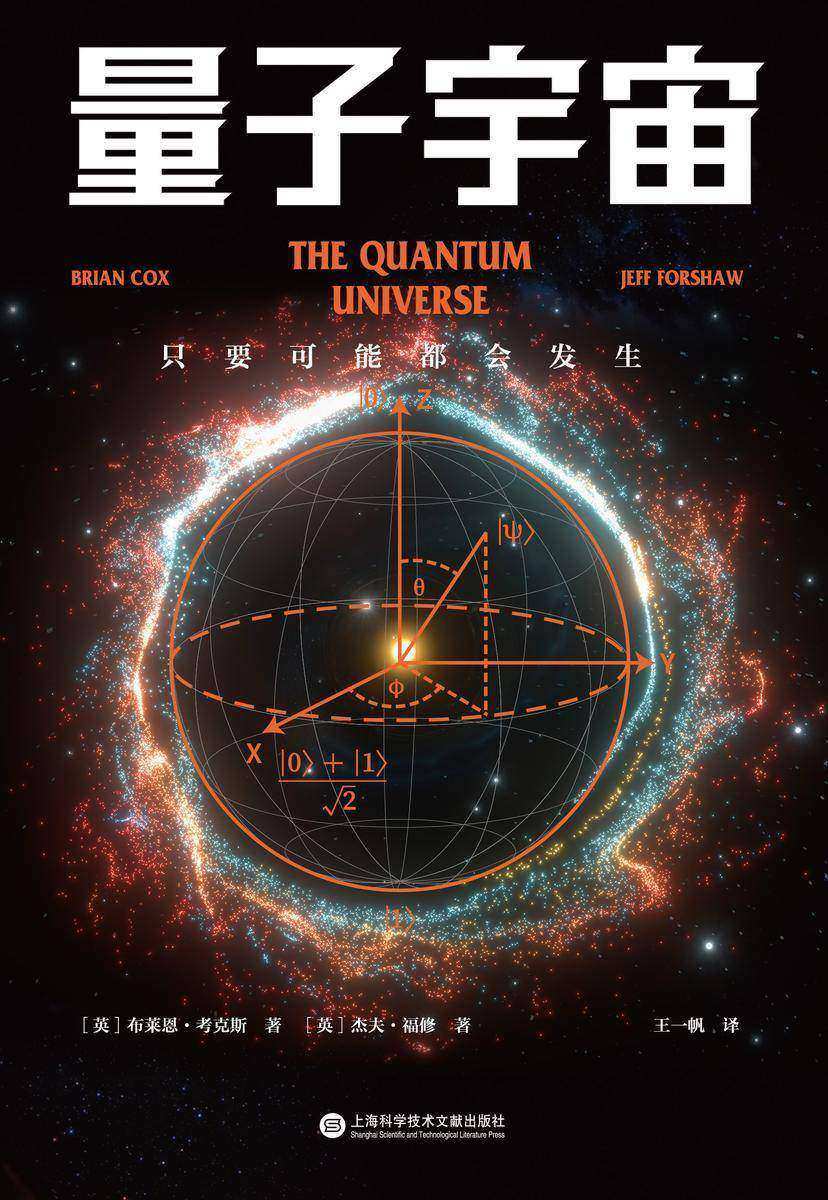 量子宇宙
THE QUANTUM
UNIVERSE
BRIAN COX
JEFF FORSHAW
只要可能都会发生
|0⟩ Z
|ψ⟩
θ
Y
ϕ
X
|0⟩ + |1⟩
√2
|1⟩
[英] 布莱恩·考克斯 著 [英] 杰夫·福修 著 王一帆 译
上海科学技术文献出版社
Shanghai Scientific and Technological Literature Press